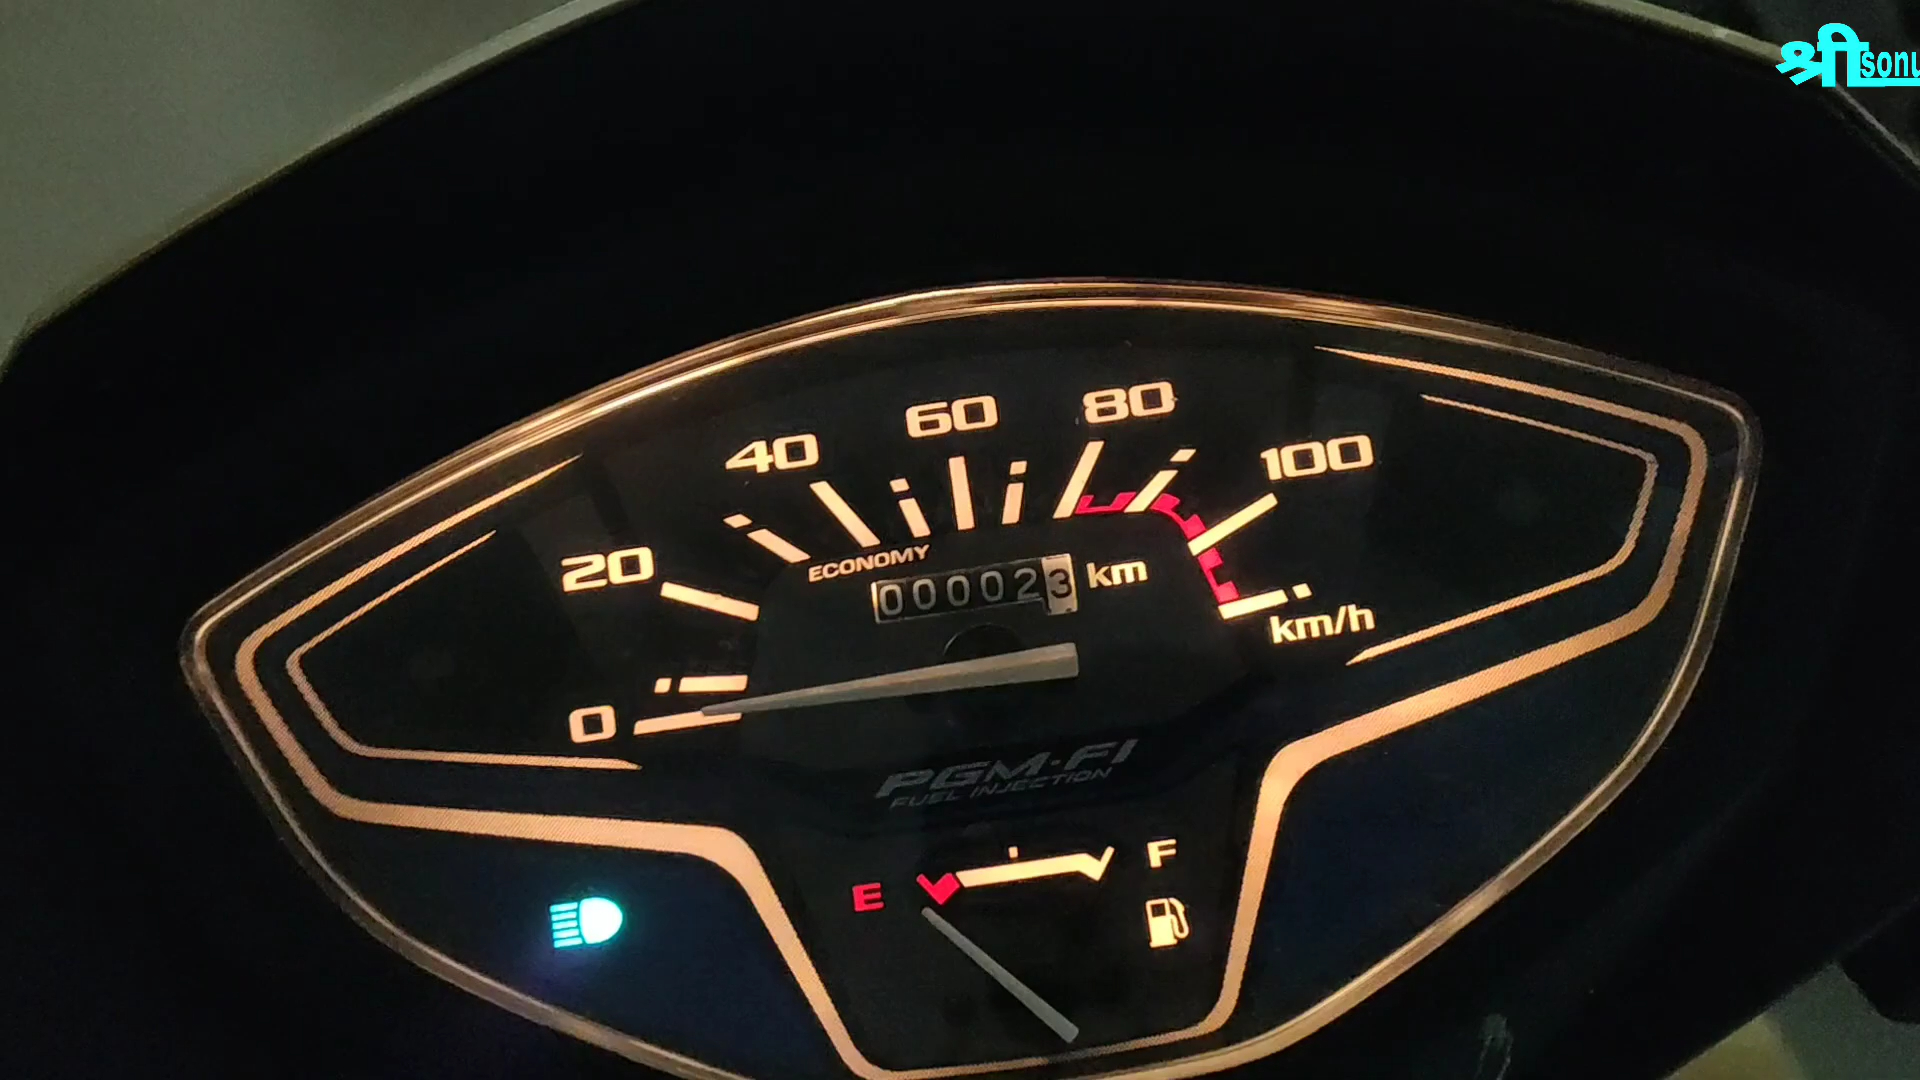 श्रीsonu
80
60
100
40
20
ECONOMY
000023 km
km/h
0
PGM-FI
FUEL INJECTION
E F